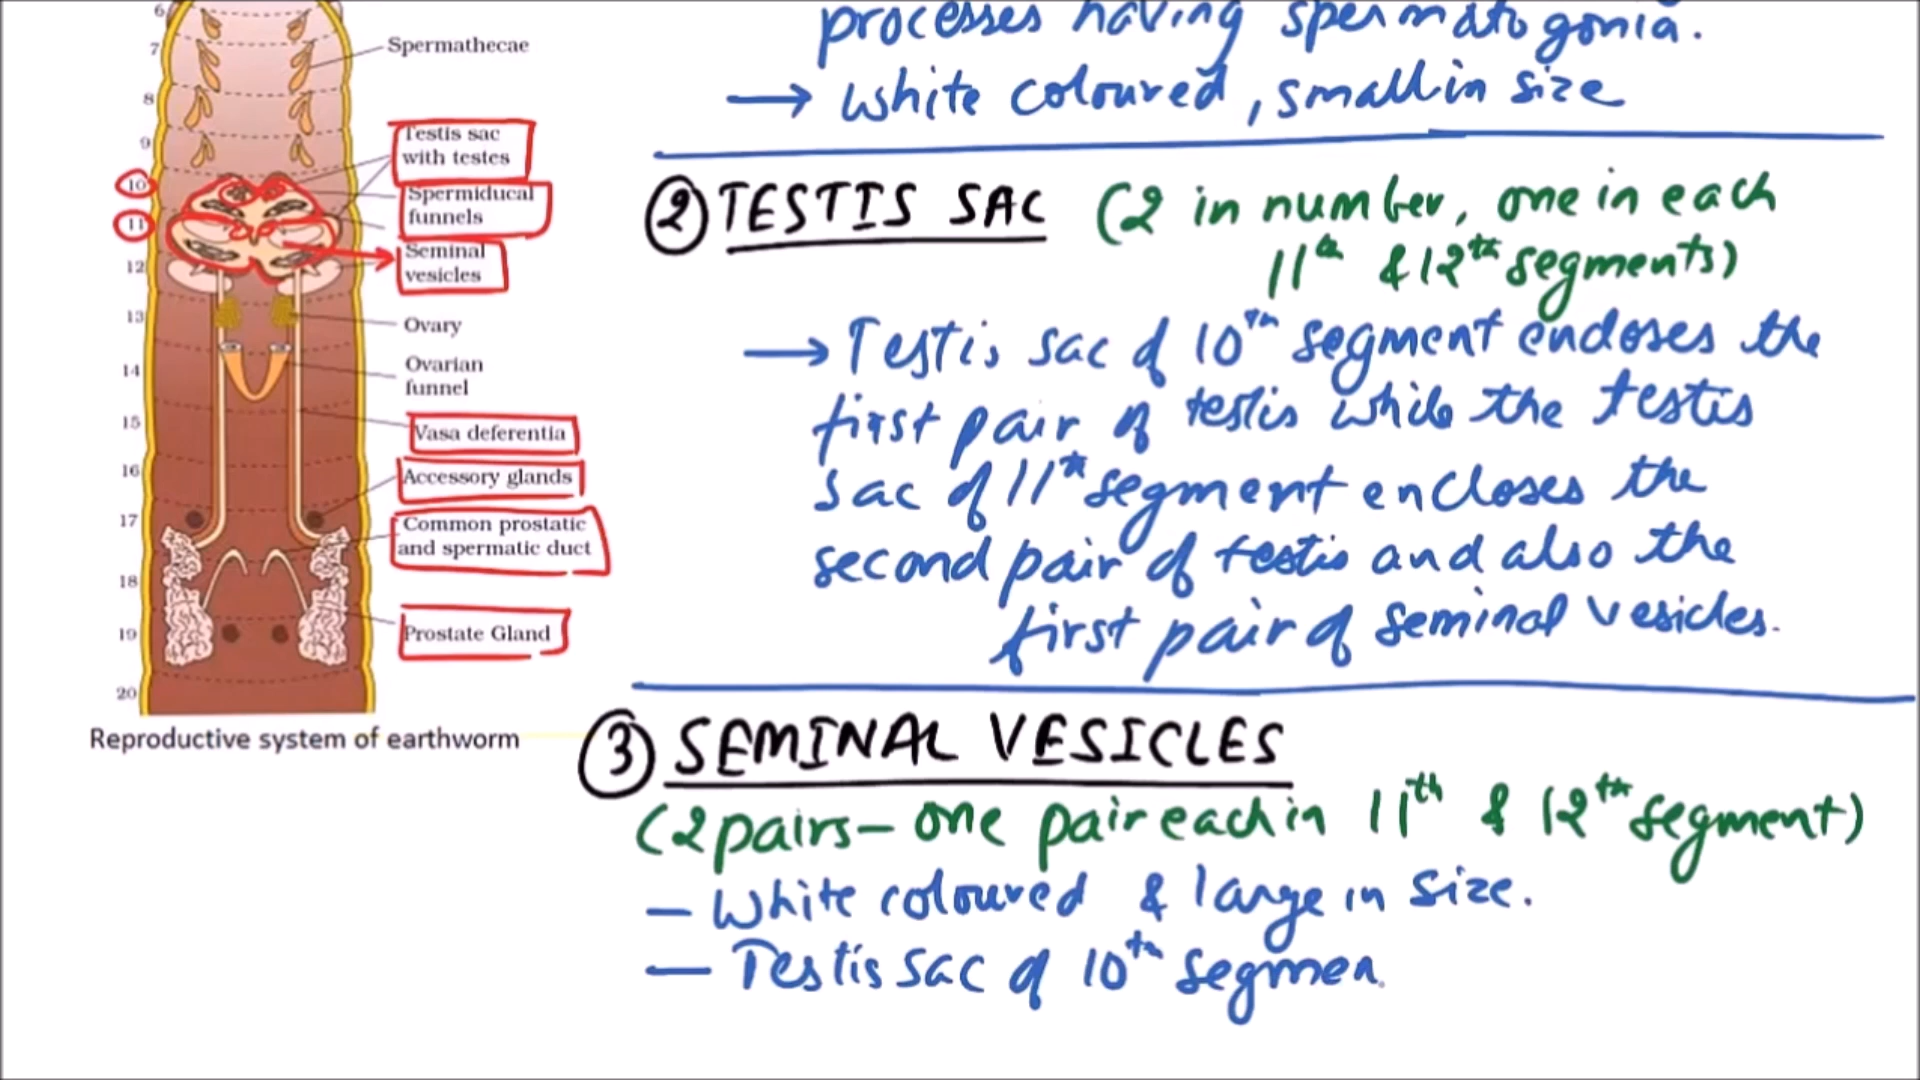 6
7
8
9
10
11
12
13
14
15
16
17
18
19
20
Spermathecae
Testis sac
with testes
Spermiducal
funnels
Seminal
vesicles
Ovary
Ovarian
funnel
Vasa deferentia
Accessory glands
Common prostatic
and spermatic duct
Prostate Gland
Reproductive system of earthworm
processes having spermatogonia.
→ White coloured, small in size
② TESTIS SAC (2 in number, one in each
11th & 12th segments)
→ Testis sac of 10th segment encloses the
first pair of testis while the testis
sac of 11th segment encloses the
second pair of testis and also the
first pair of seminal vesicles.
③ SEMINAL VESICLES
(2 pairs – one pair each in 11th & 12th segment)
— White coloured & large in size.
— Testis sac of 10th segmen